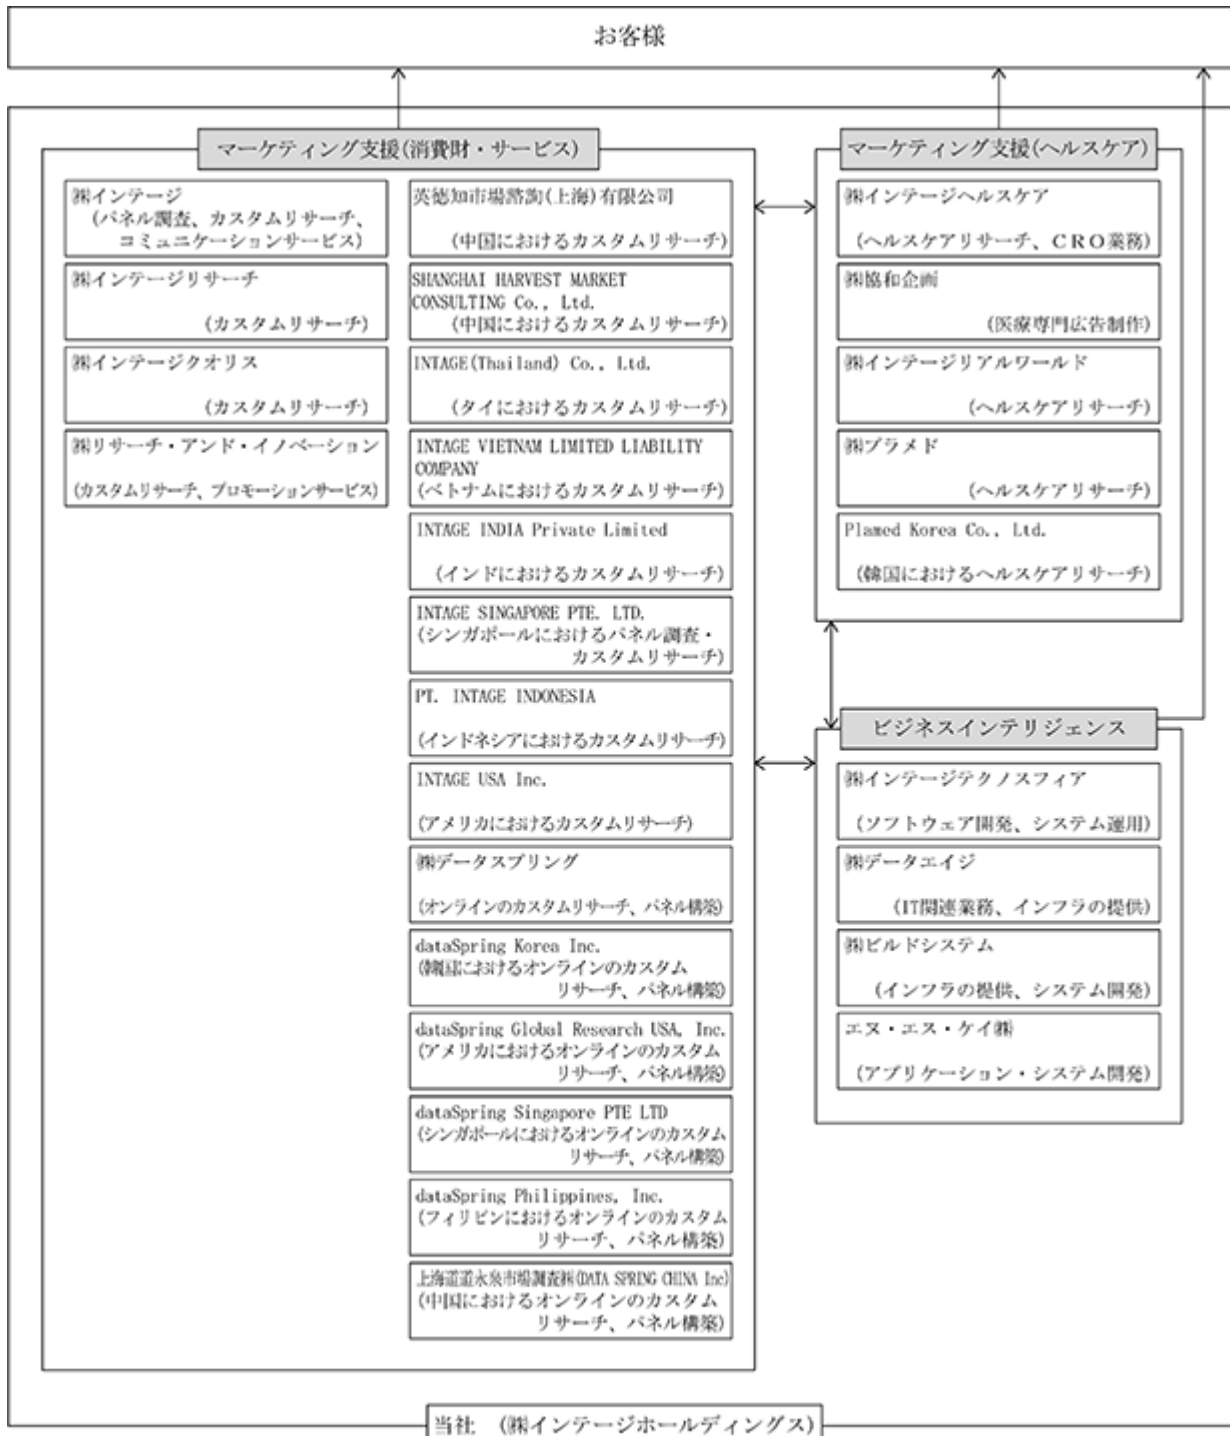 お客様
マーケティング支援(消費財・サービス)
㈱インテージ
(パネル調査、カスタムリサーチ、
コミュニケーションサービス)
㈱インテージリサーチ
(カスタムリサーチ)
㈱インテージクオリス
(カスタムリサーチ)
㈱リサーチ・アンド・イノベーション
(カスタムリサーチ、プロモーションサービス)
英徳知市場諮詢(上海)有限公司
(中国におけるカスタムリサーチ)
SHANGHAI HARVEST MARKET
CONSULTING Co., Ltd.
(中国におけるカスタムリサーチ)
INTAGE(Thailand) Co., Ltd.
(タイにおけるカスタムリサーチ)
INTAGE VIETNAM LIMITED LIABILITY
COMPANY
(ベトナムにおけるカスタムリサーチ)
INTAGE INDIA Private Limited
(インドにおけるカスタムリサーチ)
INTAGE SINGAPORE PTE. LTD.
(シンガポールにおけるパネル調査・
カスタムリサーチ)
PT. INTAGE INDONESIA
(インドネシアにおけるカスタムリサーチ)
INTAGE USA Inc.
(アメリカにおけるカスタムリサーチ)
㈱データスプリング
(オンラインのカスタムリサーチ、パネル構築)
dataSpring Korea Inc.
(韓国におけるオンラインのカスタム
リサーチ、パネル構築)
dataSpring Global Research USA, Inc.
(アメリカにおけるオンラインのカスタム
リサーチ、パネル構築)
dataSpring Singapore PTE LTD
(シンガポールにおけるオンラインのカスタム
リサーチ、パネル構築)
dataSpring Philippines, Inc.
(フィリピンにおけるオンラインのカスタム
リサーチ、パネル構築)
市場調査㈱(DATA SPRING CHINA Inc)
(中国におけるオンラインのカスタム
リサーチ、パネル構築)
マーケティング支援(ヘルスケア)
㈱インテージヘルスケア
(ヘルスケアリサーチ、ＣＲＯ業務)
㈱協和企画
(医療専門広告制作)
㈱インテージリアルワールド
(ヘルスケアリサーチ)
㈱プラメド
(ヘルスケアリサーチ)
Plamed Korea Co., Ltd.
(韓国におけるヘルスケアリサーチ)
ビジネスインテリジェンス
㈱インテージテクノスフィア
(ソフトウェア開発、システム運用)
㈱データエイジ
(IT関連業務、インフラの提供)
㈱ビルドシステム
(インフラの提供、システム開発)
エヌ・エス・ケイ㈱
(アプリケーション・システム開発)
当社　(㈱インテージホールディングス)